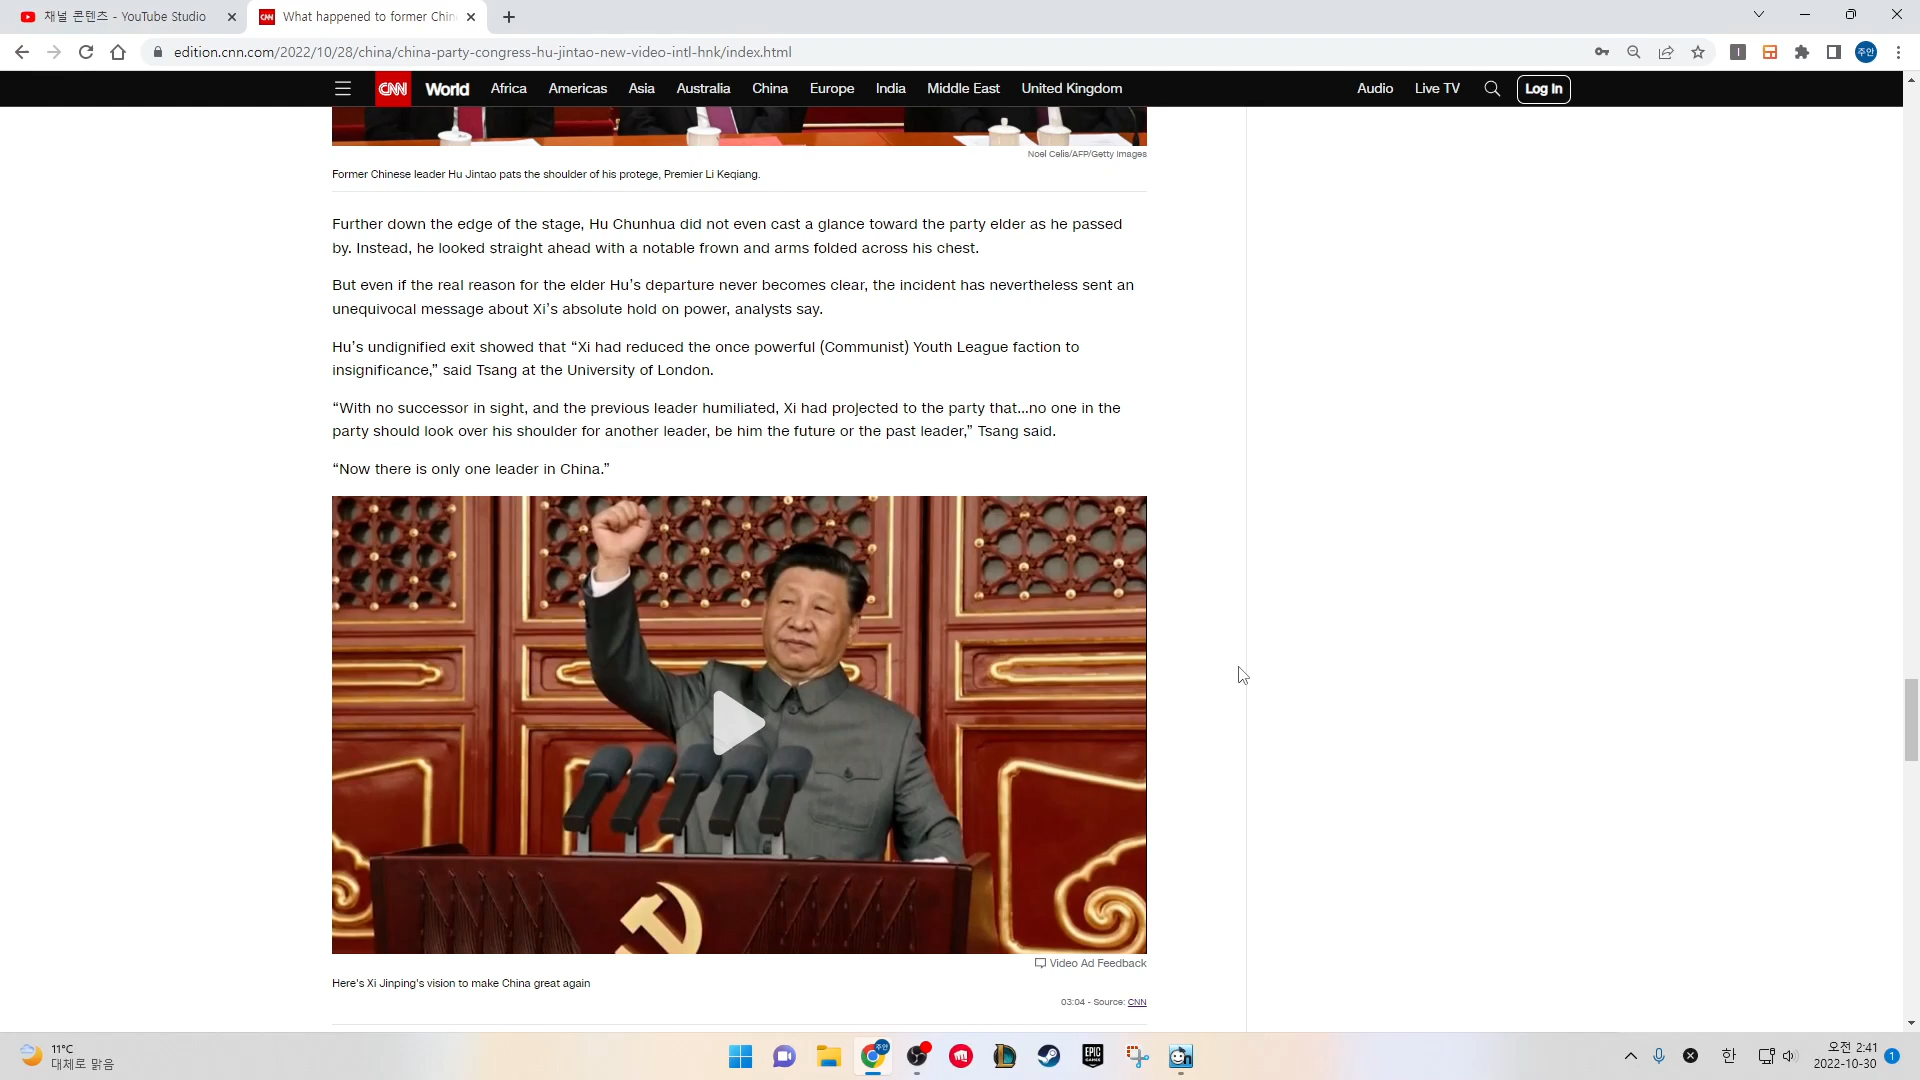 채널 콘텐츠 - YouTube Studio
What happened to former Chin
edition.cnn.com/2022/10/28/china/china-party-congress-hu-jintao-new-video-intl-hnk/index.html
주안
CNN World Africa Americas Asia Australia China Europe India Middle East United Kingdom Audio Live TV Log In
Noel Celis/AFP/Getty Images
Former Chinese leader Hu Jintao pats the shoulder of his protege, Premier Li Keqiang.
Further down the edge of the stage, Hu Chunhua did not even cast a glance toward the party elder as he passed
by. Instead, he looked straight ahead with a notable frown and arms folded across his chest.
But even if the real reason for the elder Hu’s departure never becomes clear, the incident has nevertheless sent an
unequivocal message about Xi’s absolute hold on power, analysts say.
Hu’s undignified exit showed that “Xi had reduced the once powerful (Communist) Youth League faction to
insignificance,” said Tsang at the University of London.
“With no successor in sight, and the previous leader humiliated, Xi had projected to the party that...no one in the
party should look over his shoulder for another leader, be him the future or the past leader,” Tsang said.
“Now there is only one leader in China.”
Video Ad Feedback
Here's Xi Jinping's vision to make China great again
03:04 - Source: CNN
11°C
대체로 맑음
주안
EPIC
GAMES
한
오전 2:41
2022-10-30
1